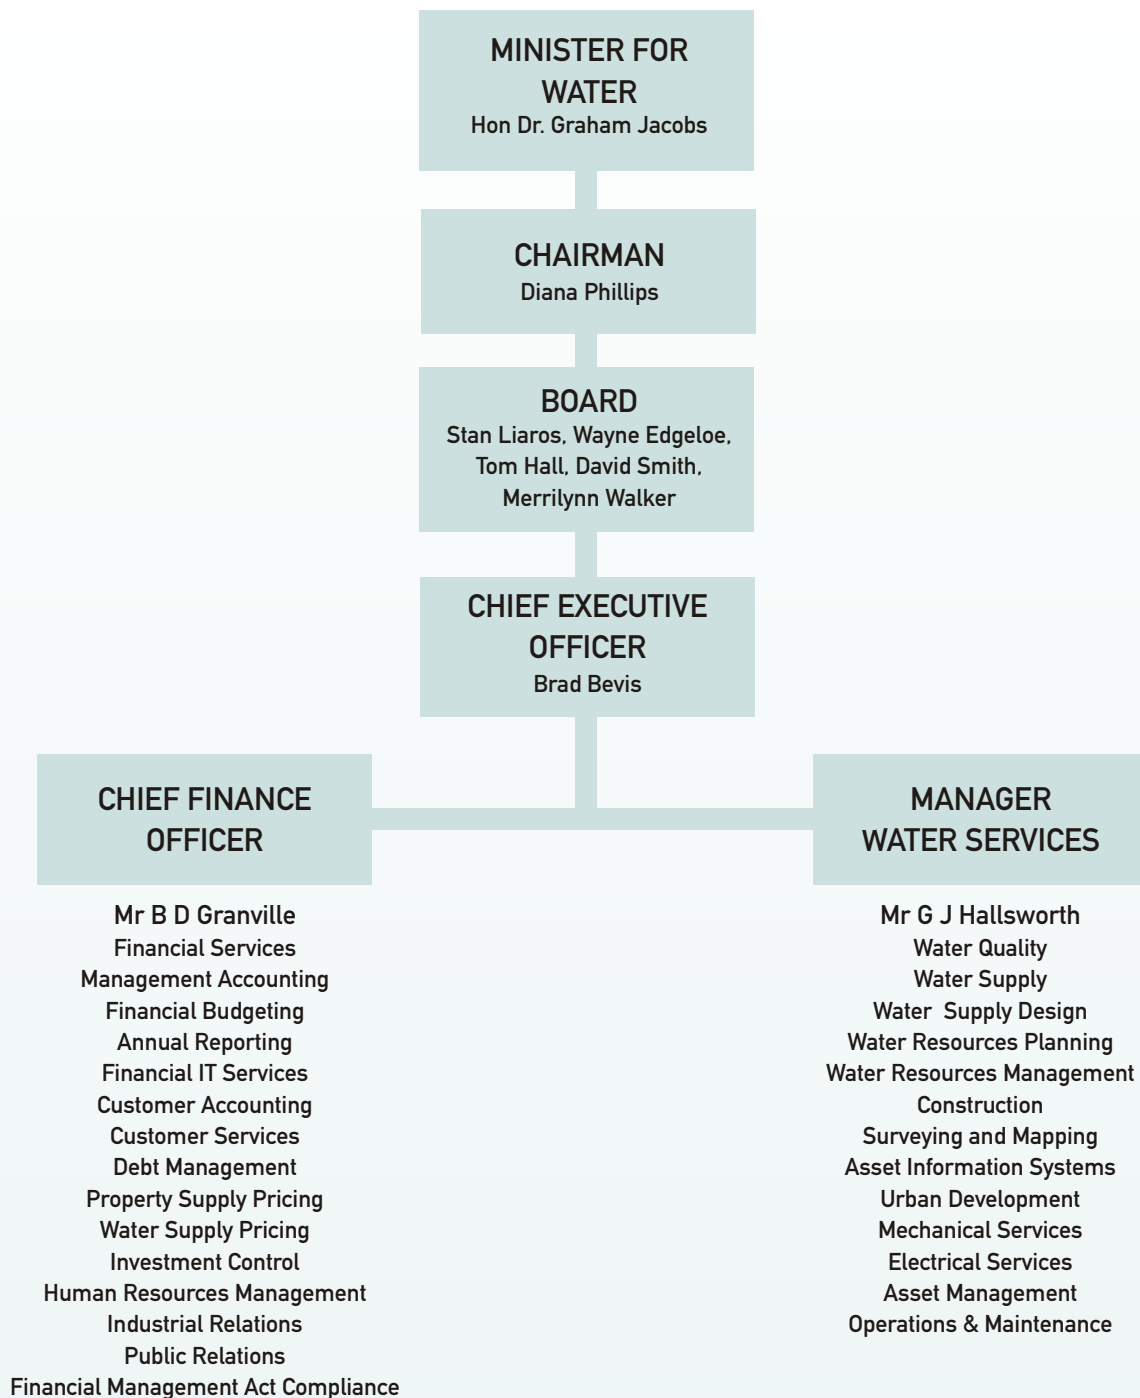 MINISTER FOR
WATER
Hon Dr. Graham Jacobs
CHAIRMAN
Diana Phillips
BOARD
Stan Liaros, Wayne Edgeloe,
Tom Hall, David Smith,
Merrilynn Walker
CHIEF EXECUTIVE
OFFICER
Brad Bevis
CHIEF FINANCE
OFFICER
Mr B D Granville
Financial Services
Management Accounting
Financial Budgeting
Annual Reporting
Financial IT Services
Customer Accounting
Customer Services
Debt Management
Property Supply Pricing
Water Supply Pricing
Investment Control
Human Resources Management
Industrial Relations
Public Relations
Financial Management Act Compliance
MANAGER
WATER SERVICES
Mr G J Hallsworth
Water Quality
Water Supply
Water Supply Design
Water Resources Planning
Water Resources Management
Construction
Surveying and Mapping
Asset Information Systems
Urban Development
Mechanical Services
Electrical Services
Asset Management
Operations & Maintenance